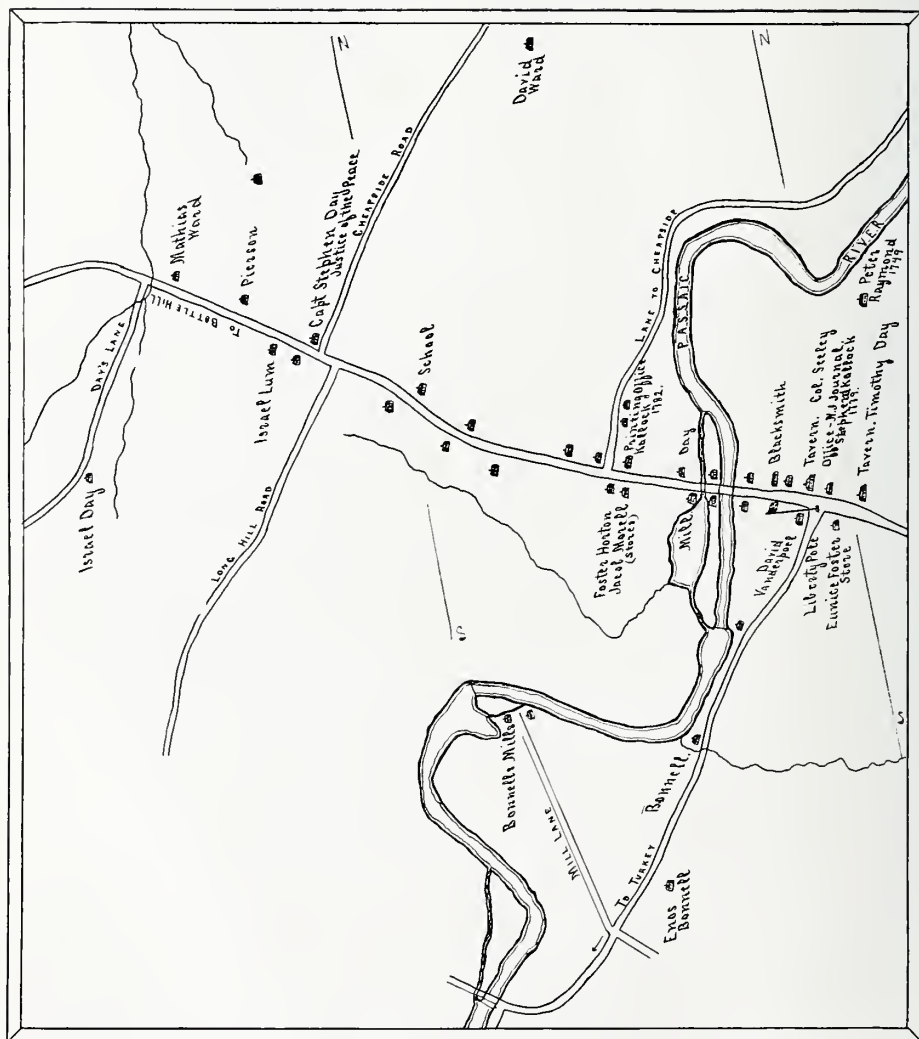 N
David
Ward
N
Mathias
Ward
Pierson
Capt Stephen Day
Justice of the Peace
CHEAPSIDE ROAD
DAY'S LANE
TO BOTTLE HILL
Israel Lum
School
Israel Day
LONG HILL ROAD
S
LANE TO CHEAPSIDE
PASSAIC
RIVER
Peter
Raymond
1749
Printing Office
Kollock's
1782.
Foster Horton
Jacob Morell
(Stores)
Day
Mill
Blacksmith
Tavern. Col. Seeley
Office-N.J Journal.
Shepherd Kollock
1779.
Tavern. Timothy Day
David
Vanderpoel
Liberty Pole
Eunice Foster
Store
S
Bonnells Mills
MILL LANE
Bonnell.
TO TURKEY
Enos
Bonnell